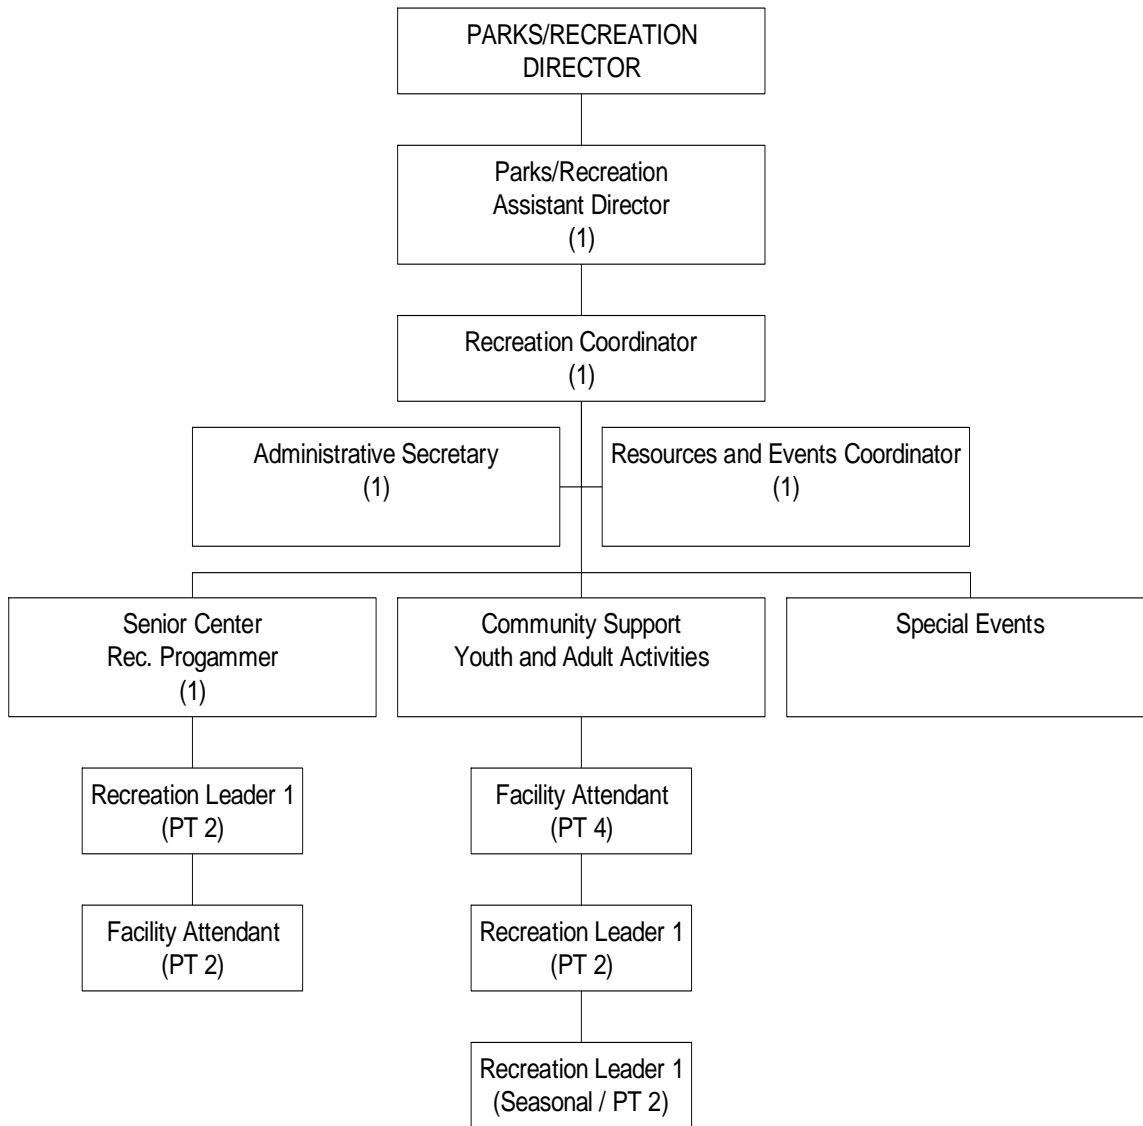 PARKS/RECREATION
DIRECTOR
Parks/Recreation
Assistant Director
(1)
Recreation Coordinator
(1)
Administrative Secretary
(1)
Resources and Events Coordinator
(1)
Senior Center
Rec. Progammer
(1)
Community Support
Youth and Adult Activities
Special Events
Recreation Leader 1
(PT 2)
Facility Attendant
(PT 2)
Facility Attendant
(PT 4)
Recreation Leader 1
(PT 2)
Recreation Leader 1
(Seasonal / PT 2)